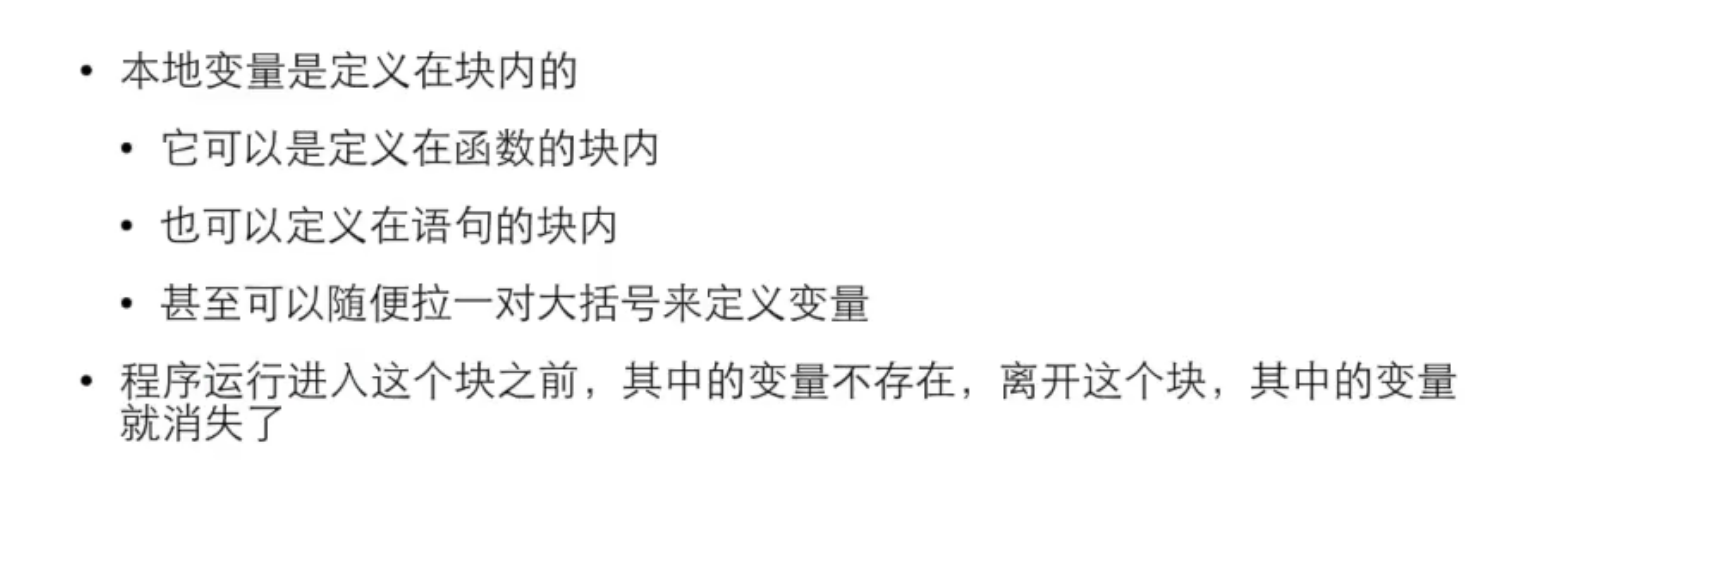 • 本地变量是定义在块内的
• 它可以是定义在函数的块内
• 也可以定义在语句的块内
• 甚至可以随便拉一对大括号来定义变量
• 程序运行进入这个块之前，其中的变量不存在，离开这个块，其中的变量
就消失了